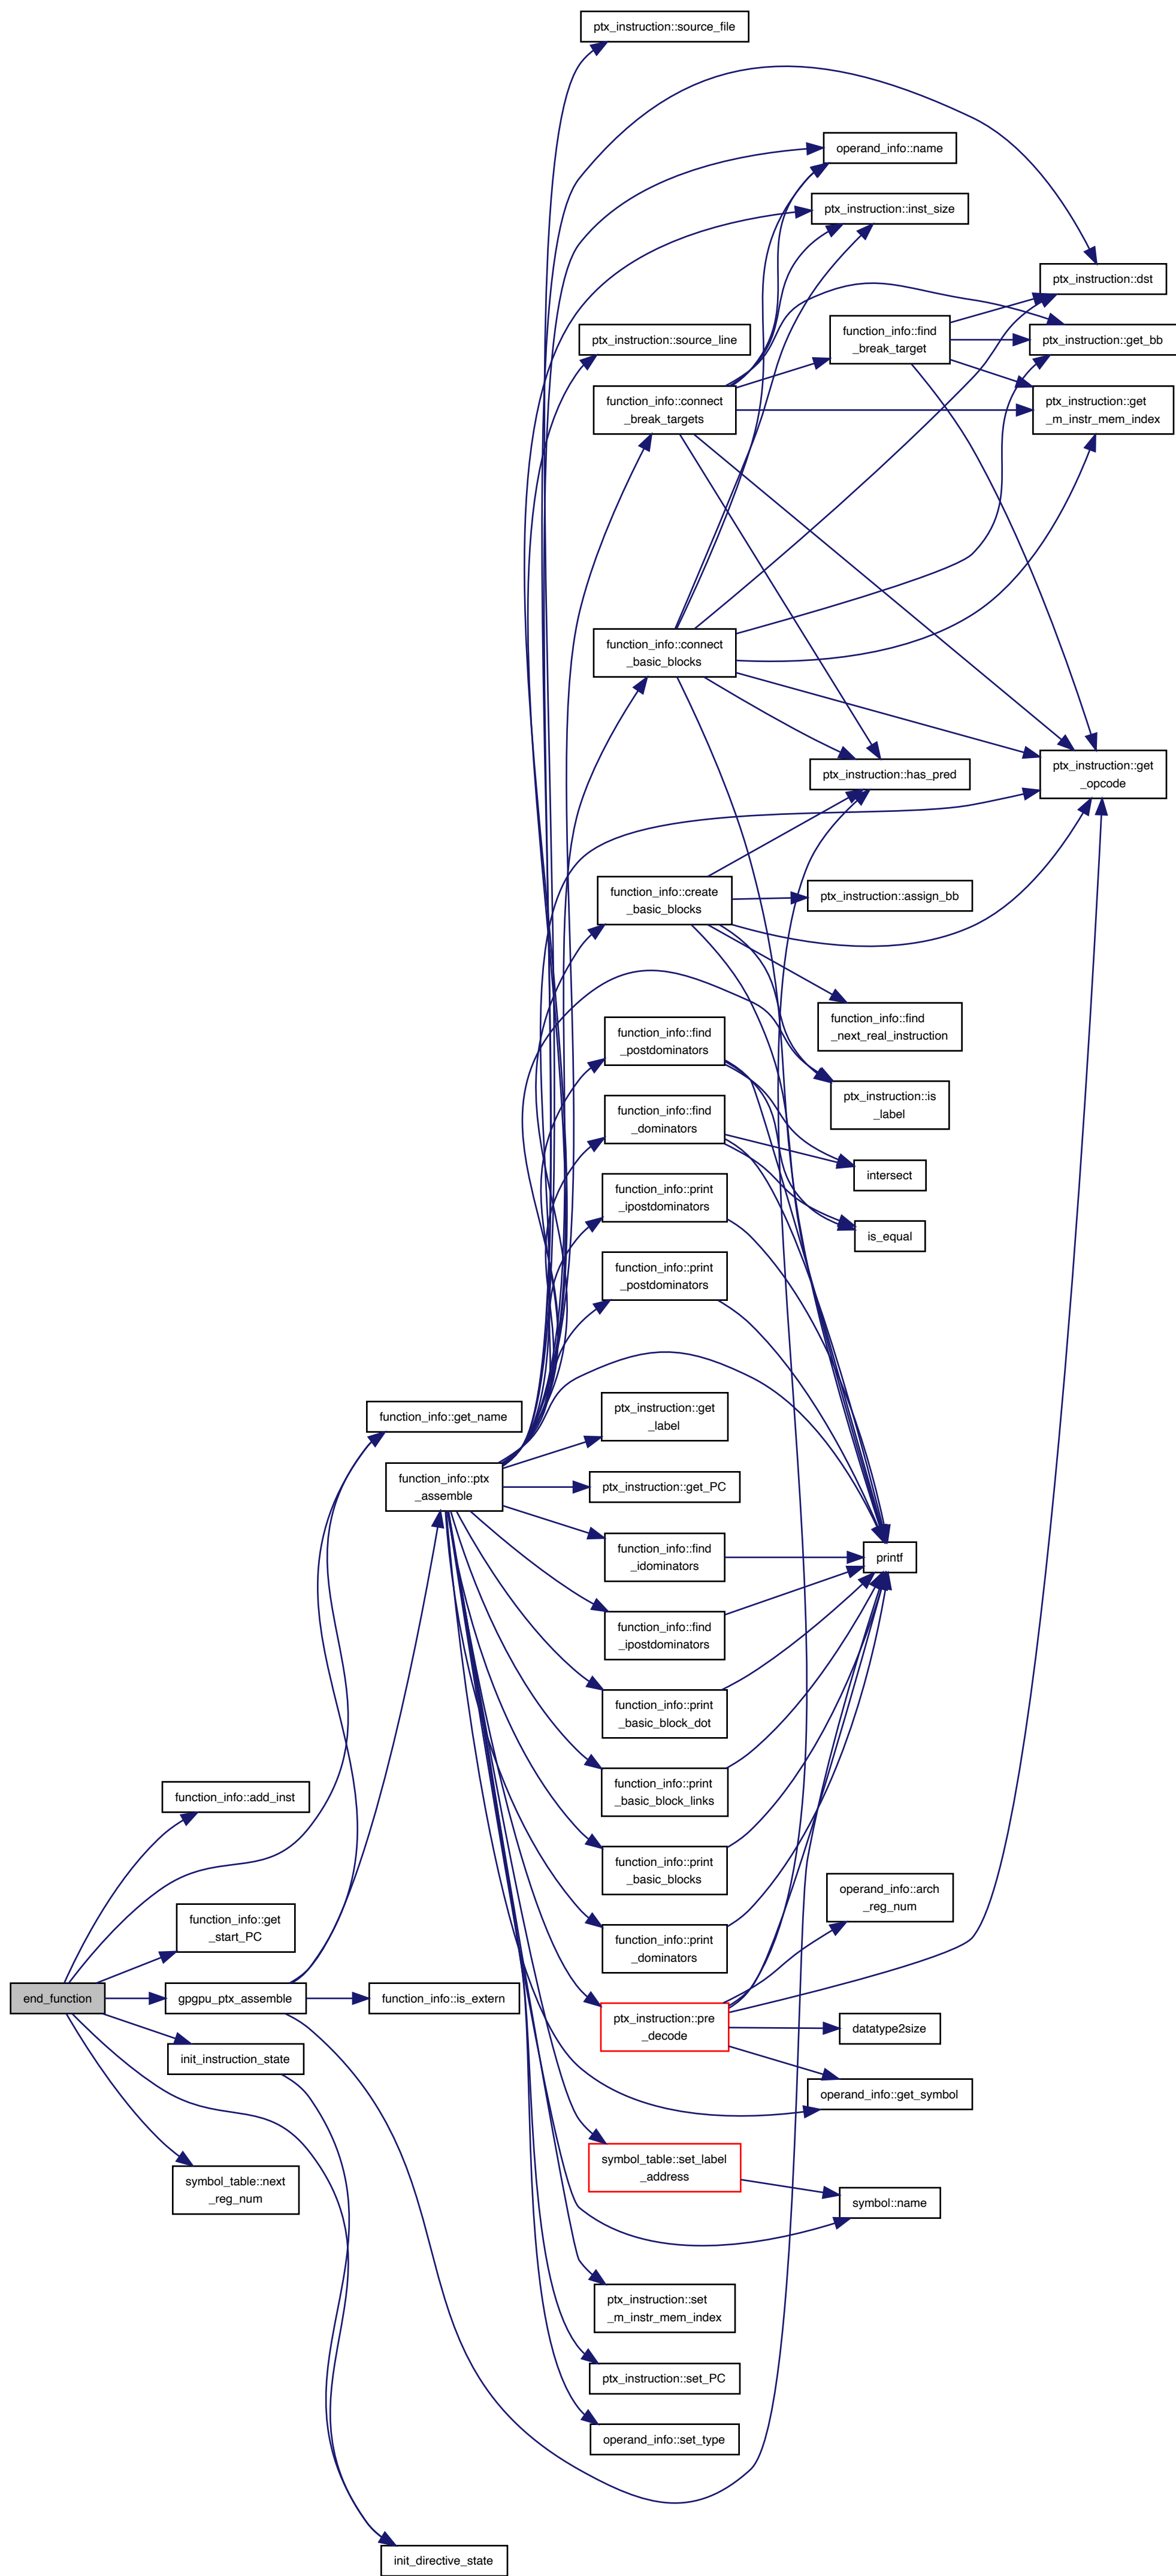 ptx_instruction::source_file
operand_info::name
ptx_instruction::inst_size
ptx_instruction::dst
function_info::find
_break_target
ptx_instruction::source_line
ptx_instruction::get_bb
function_info::connect
_break_targets
ptx_instruction::get
_m_instr_mem_index
function_info::connect
_basic_blocks
ptx_instruction::has_pred
ptx_instruction::get
_opcode
function_info::create
_basic_blocks
ptx_instruction::assign_bb
function_info::find
_next_real_instruction
function_info::find
_postdominators
ptx_instruction::is
_label
function_info::find
_dominators
intersect
function_info::print
_ipostdominators
is_equal
function_info::print
_postdominators
function_info::get_name
ptx_instruction::get
_label
function_info::ptx
_assemble
ptx_instruction::get_PC
function_info::find
_idominators
printf
function_info::find
_ipostdominators
function_info::print
_basic_block_dot
function_info::add_inst
function_info::print
_basic_block_links
function_info::print
_basic_blocks
operand_info::arch
_reg_num
function_info::get
_start_PC
function_info::print
_dominators
end_function
gpgpu_ptx_assemble
function_info::is_extern
ptx_instruction::pre
_decode
datatype2size
init_instruction_state
operand_info::get_symbol
symbol_table::set_label
_address
symbol_table::next
_reg_num
symbol::name
ptx_instruction::set
_m_instr_mem_index
ptx_instruction::set_PC
operand_info::set_type
init_directive_state